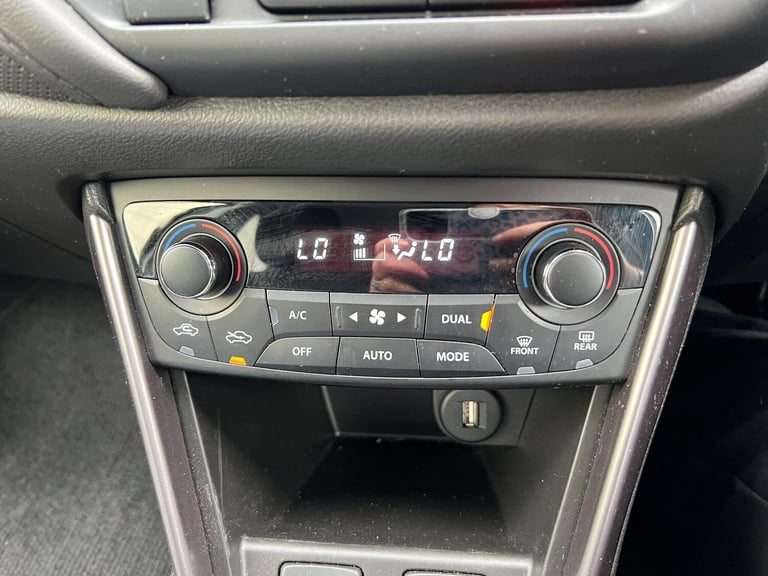 LO LO
A/C DUAL
OFF AUTO MODE FRONT REAR